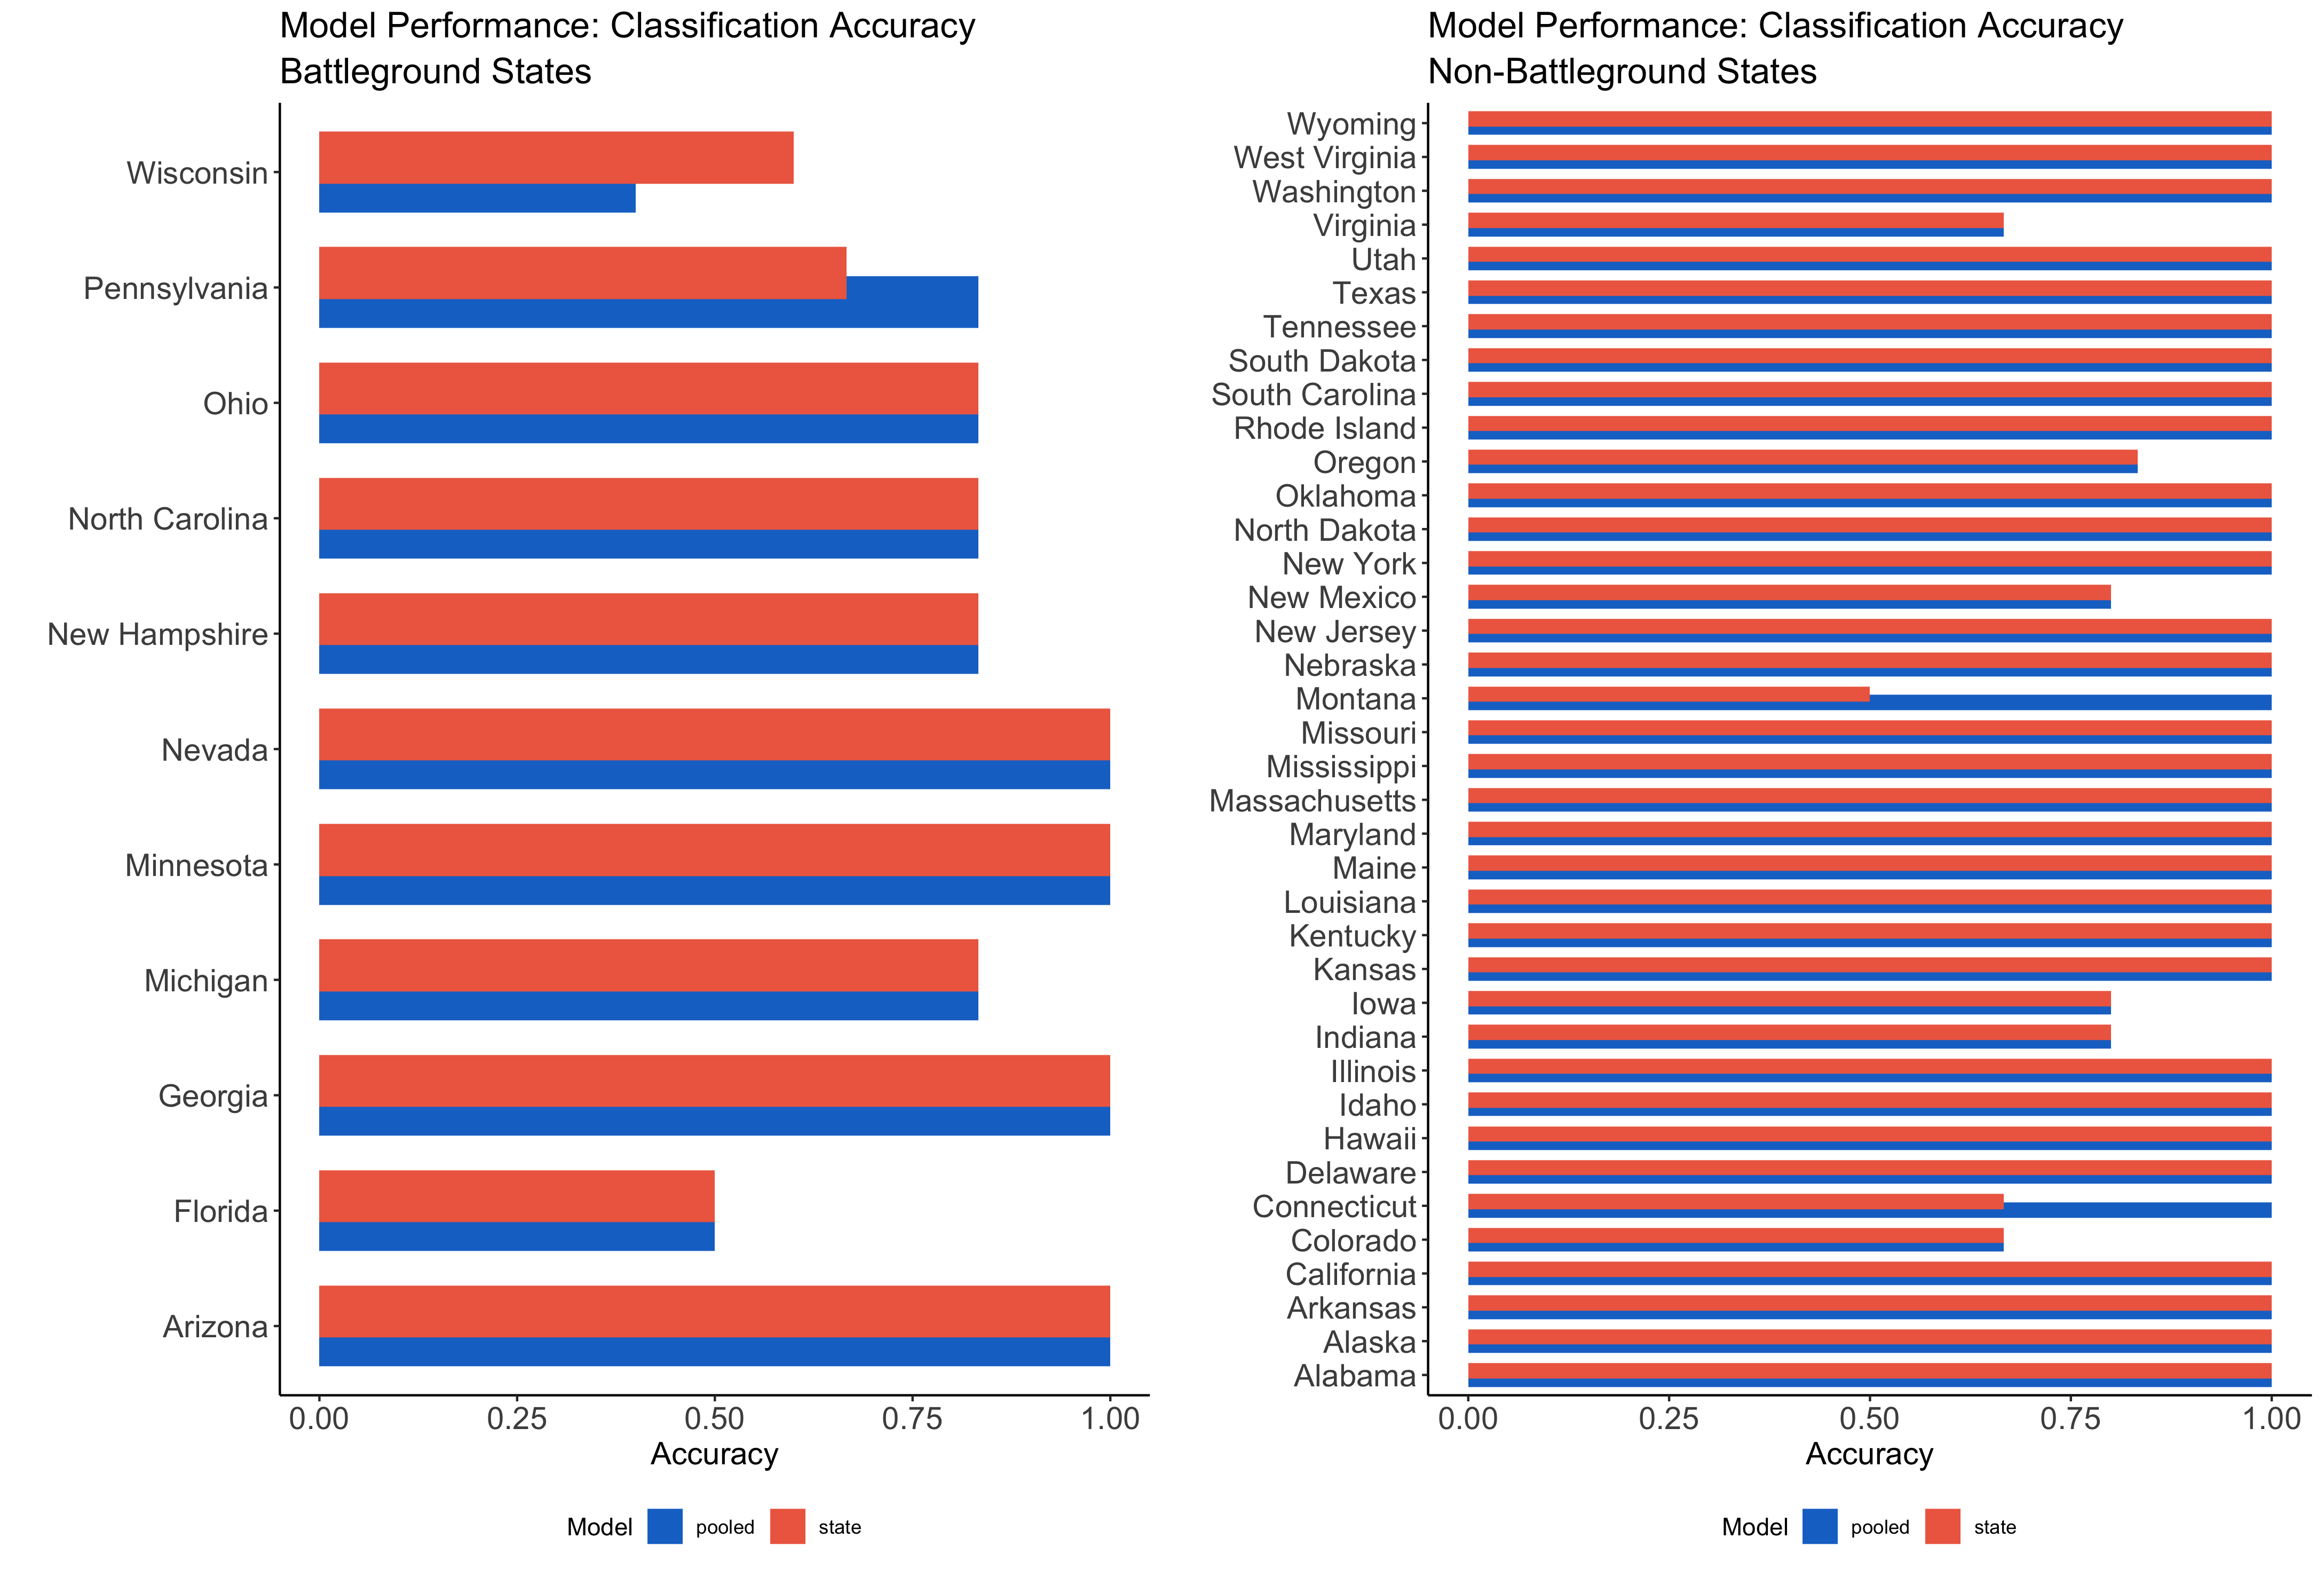 Model Performance: Classification Accuracy
Battleground States
Wisconsin
Pennsylvania
Ohio
North Carolina
New Hampshire
Nevada
Minnesota
Michigan
Georgia
Florida
Arizona
0.00 0.25 0.50 0.75 1.00
Accuracy
Model pooled state
Model Performance: Classification Accuracy
Non-Battleground States
Wyoming
West Virginia
Washington
Virginia
Utah
Texas
Tennessee
South Dakota
South Carolina
Rhode Island
Oregon
Oklahoma
North Dakota
New York
New Mexico
New Jersey
Nebraska
Montana
Missouri
Mississippi
Massachusetts
Maryland
Maine
Louisiana
Kentucky
Kansas
Iowa
Indiana
Illinois
Idaho
Hawaii
Delaware
Connecticut
Colorado
California
Arkansas
Alaska
Alabama
0.00 0.25 0.50 0.75 1.00
Accuracy
Model pooled state